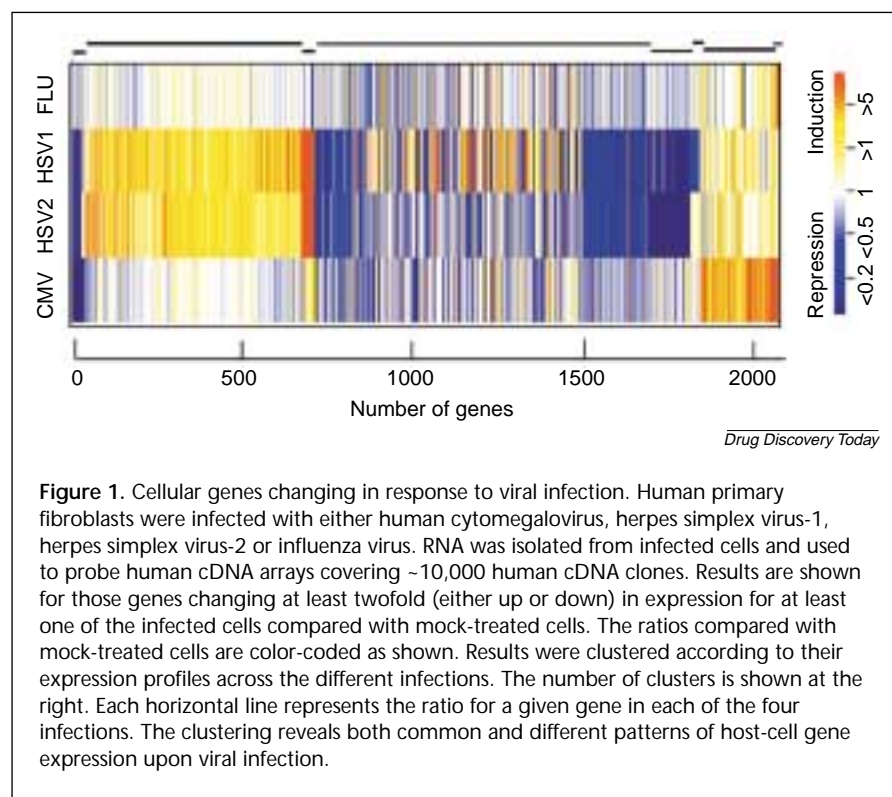 FLU
HSV1
HSV2
CMV
Induction
>5
>1
1
<0.5
<0.2
Repression
0 500 1000 1500 2000
Number of genes
Drug Discovery Today
Figure 1. Cellular genes changing in response to viral infection. Human primary
fibroblasts were infected with either human cytomegalovirus, herpes simplex virus-1,
herpes simplex virus-2 or influenza virus. RNA was isolated from infected cells and used
to probe human cDNA arrays covering ~10,000 human cDNA clones. Results are shown
for those genes changing at least twofold (either up or down) in expression for at least
one of the infected cells compared with mock-treated cells. The ratios compared with
mock-treated cells are color-coded as shown. Results were clustered according to their
expression profiles across the different infections. The number of clusters is shown at the
right. Each horizontal line represents the ratio for a given gene in each of the four
infections. The clustering reveals both common and different patterns of host-cell gene
expression upon viral infection.